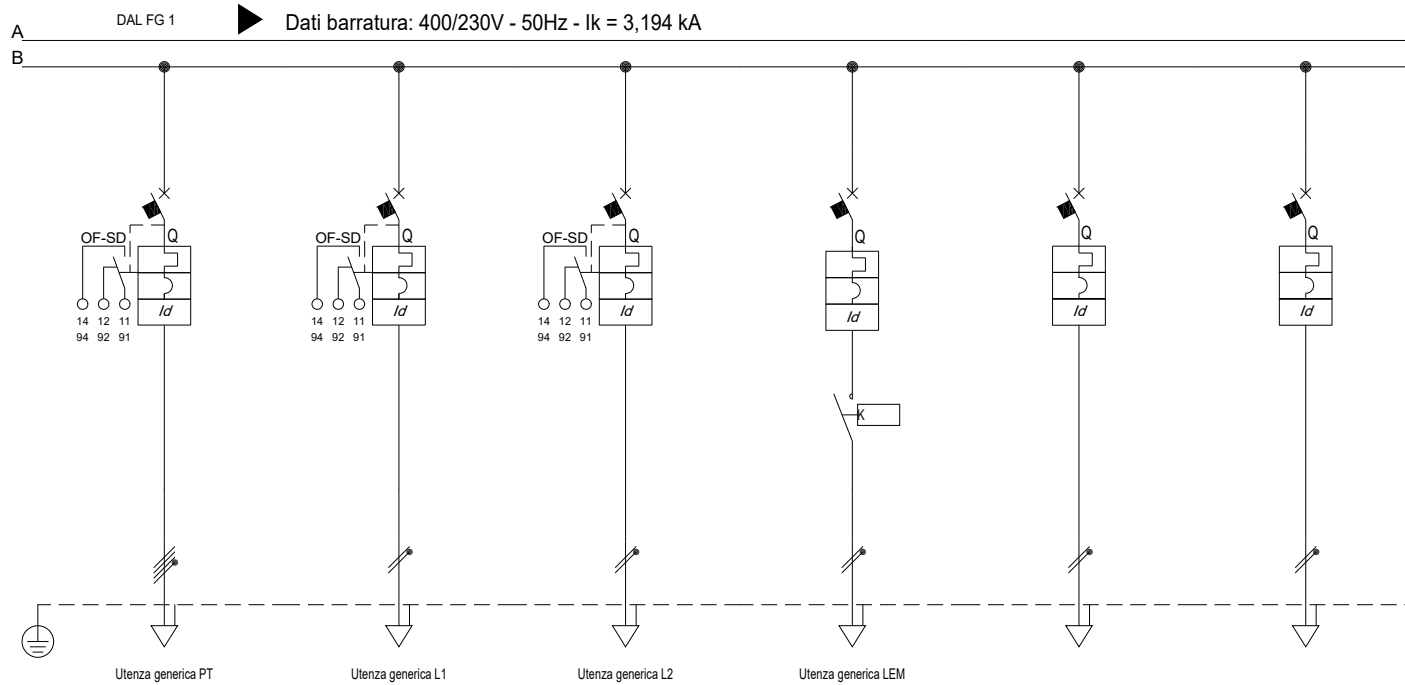 DAL FG 1
Dati barratura: 400/230V - 50Hz - Ik = 3,194 kA
A
B
OF-SD Q OF-SD Q OF-SD Q Q Q Q
Id Id Id Id Id Id
14 12 11 14 12 11 14 12 11
94 92 91 94 92 91 94 92 91
K
Utenza generica PT Utenza generica L1 Utenza generica L2 Utenza generica LEM